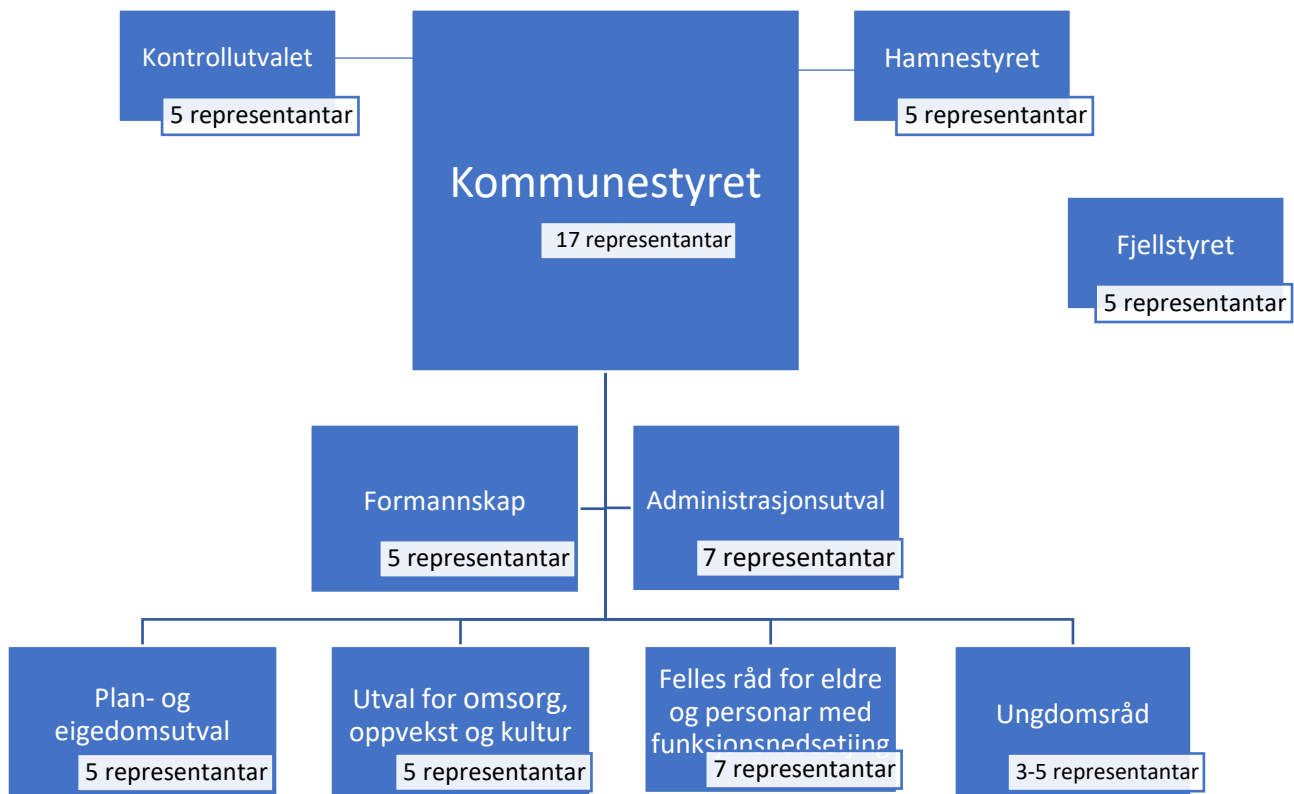 Kontrollutvalet
5 representantar
Kommunestyret
17 representantar
Hamnestyret
5 representantar
Fjellstyret
5 representantar
Formannskap
5 representantar
Administrasjonsutval
7 representantar
Plan- og
eigedomsutval
5 representantar
Utval for omsorg,
oppvekst og kultur
5 representantar
Felles råd for eldre
og personar med
funksjonsnedsetjing
7 representantar
Ungdomsråd
3-5 representantar